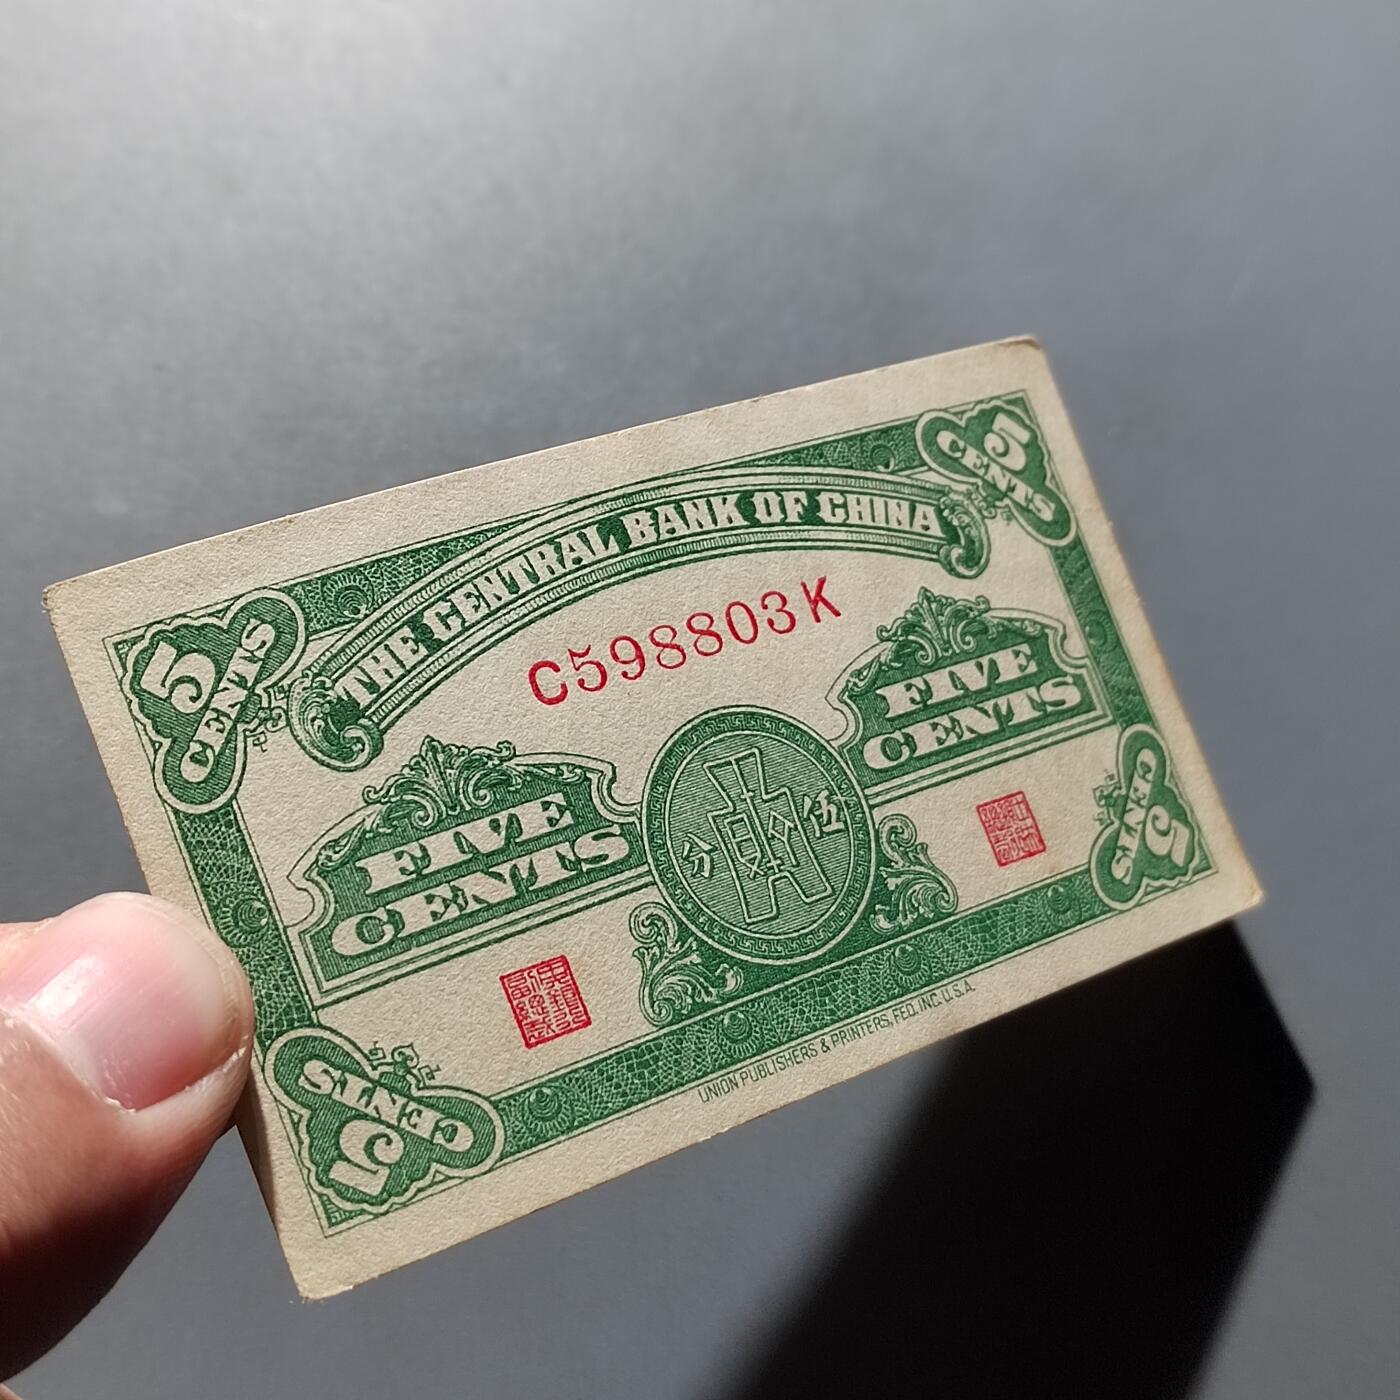 5
CENTS
THE CENTRAL BANK OF CHINA
5
CENTS
C598803K
FIVE
CENTS
伍
分
FIVE
CENTS
5
CENTS
5
CENTS
UNION PUBLISHERS & PRINTERS, FED, INC. U.S.A.